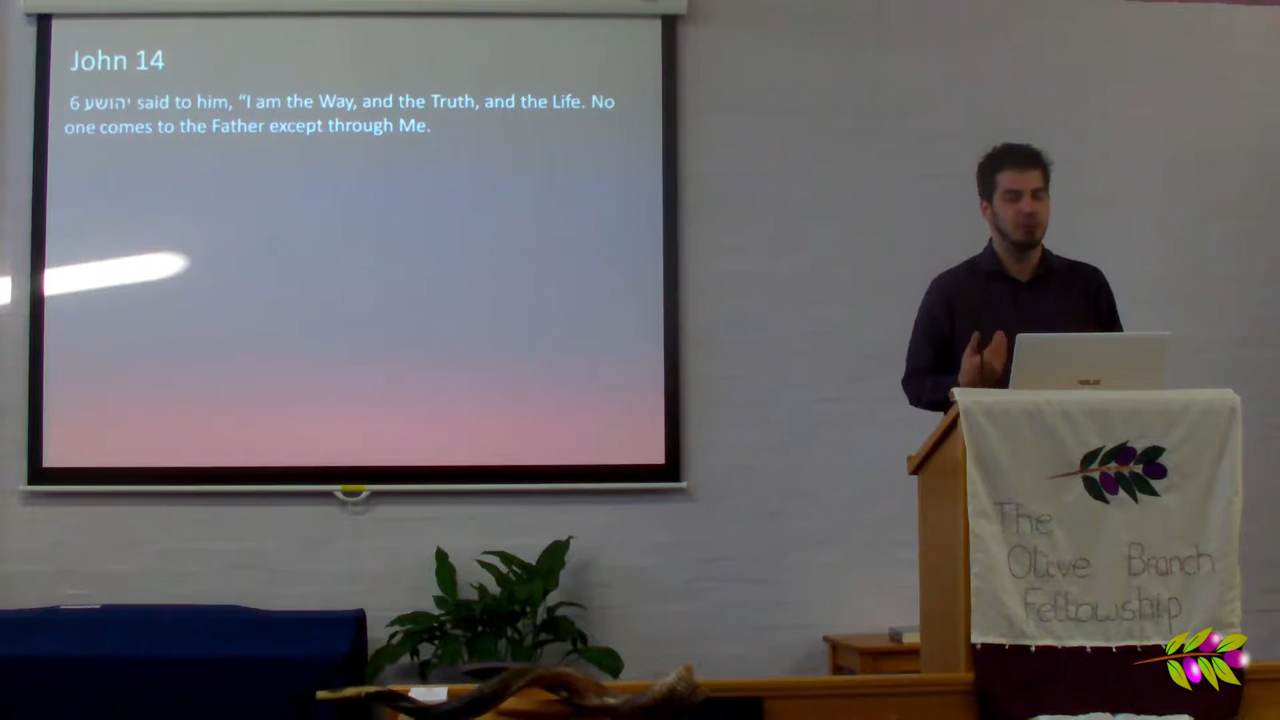 John 14
6 יהושע said to him, “I am the Way, and the Truth, and the Life. No
one comes to the Father except through Me.
ASUS
The
Olive Branch
Fellowship